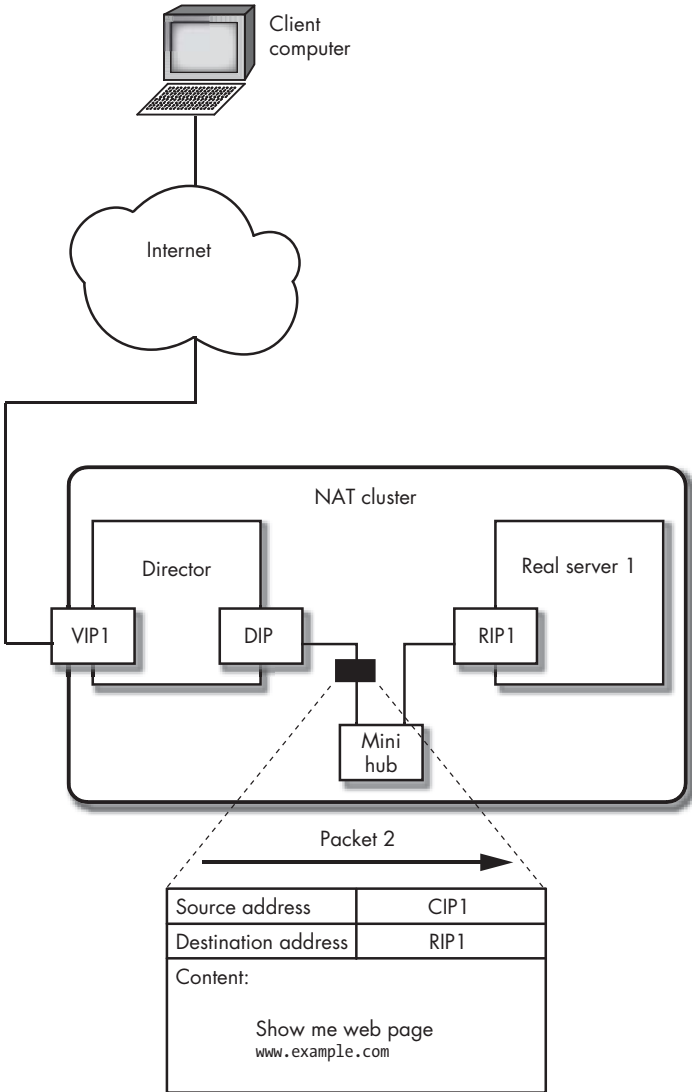 Client
computer
Internet
NAT cluster
Director
Real server 1
VIP1
DIP
RIP1
Mini
hub
Packet 2
Source address CIP1
Destination address RIP1
Content:
Show me web page
www.example.com